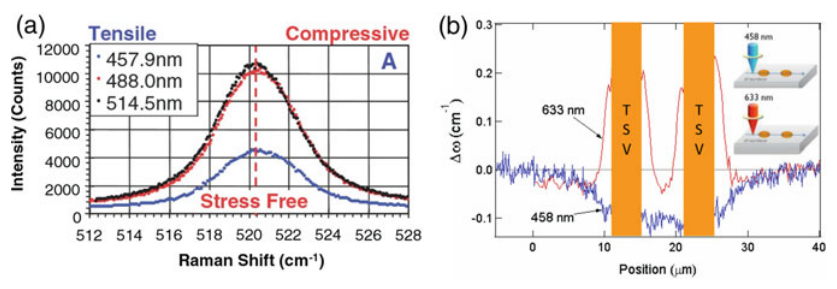 (a)
Tensile
Compressive
Intensity (Counts)
12000
10000
8000
6000
4000
2000
0
457.9nm
488.0nm
514.5nm
A
Stress Free
512 514 516 518 520 522 524 526 528
Raman Shift (cm-1)
(b)
Δω (cm-1)
0.3
0.2
0.1
0.0
-0.1
633 nm
458 nm
TSV
TSV
458 nm
633 nm
0 10 20 30 40
Position (μm)